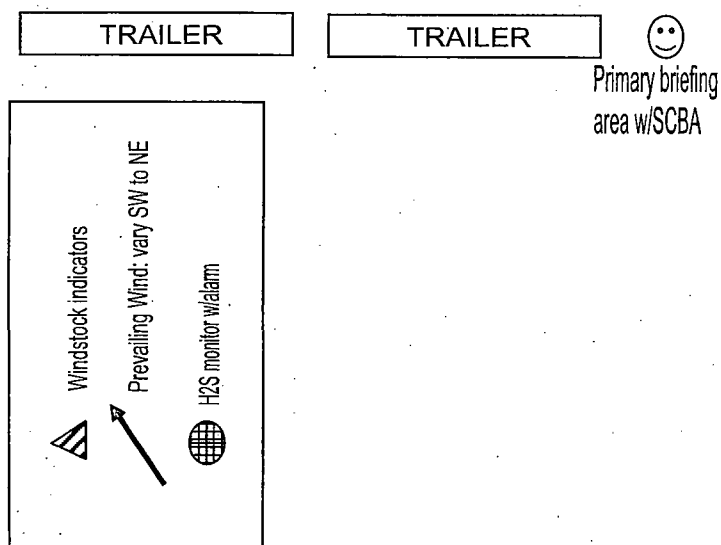 TRAILER
TRAILER
Primary briefing
area w/SCBA
Windstock indicators
Prevailing Wind: vary SW to NE
H2S monitor w/alarm